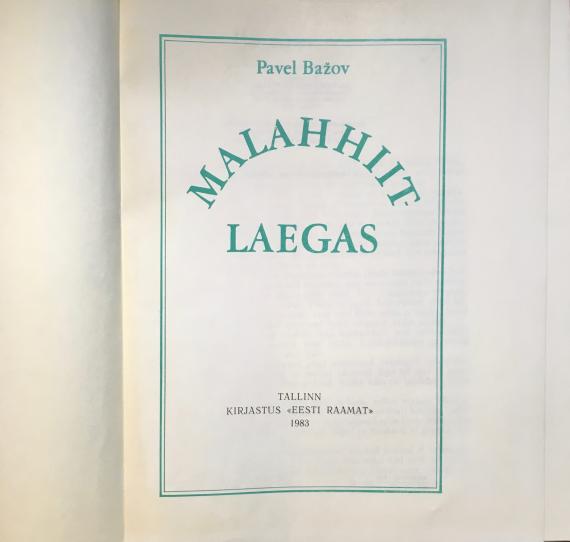 Pavel Bažov
MALAHHIIT-
LAEGAS
TALLINN
KIRJASTUS «EESTI RAAMAT»
1983